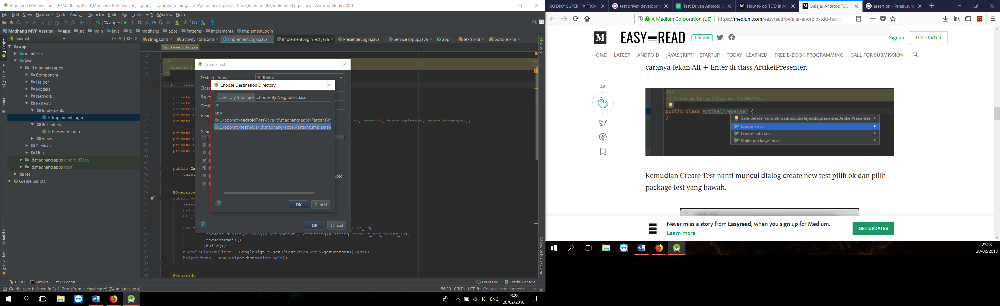 Madhang MVP Version - [E:\Madhang\Riset\Madhang MVP Version] - [app] - ...\app\src\main\java\id\madhang\apps\Patterns\Implements\ImplementLogin.java - Android Studio 3.0.1
File Edit View Navigate Code Analyze Refactor Build Run Tools VCS Window Help
app
Madhang MVP Version app src main java id madhang apps Patterns Implements ImplementLogin
Android
strings.xml activity_form.xml ImplementLogin.java ImplementLoginTest.java PresenterLogin.java ServiceTopup.java app texts.xml buttons.xml
ImplementLogin
1: Project
Z: Structure
Captures
Build Variants
2: Favorites
app
manifests
java
id.madhang.apps
Component
Helper
Models
Network
Patterns
Implements
ImplementLogin
Presenters
PresenterLogin
Views
Services
Utils
id.madhang.apps (androidTest)
id.madhang.apps (test)
res
Gradle Scripts
51
52 /**
53 * Created by
54 */
55
56 public class
57
58 private V
59 private I
60 private S
61 private C
62 private I le", "email", "user_friends", "user_birthday");
63
64 private H
65 private G
66 private G
67 private s
68
69
70 public Im
71 this.
72 }
73
74 @Override
75 public vo
76 sessi
77 callb
78 btn_f
79
80 gso = _SIGN_IN)
81 .requestIdToken(viewLogin.getContext().getString(R.string.default_web_client_id))
82 .requestEmail()
83 .build();
84 mGoogleSignInClient = GoogleSignIn.getClient(viewLogin.getContext(),gso);
85 helperPhone = new HelperPhone(viewLogin);
86 }
87
88 @Override
Create Test
Testing library: JUnit4
Class
Super
Desti
Gene
Gene
void
OK Cancel
Choose Destination Directory
Directory Structure Choose By Neighbor Class
app
...\app\src\androidTest\java\id\madhang\apps\Patterns\Im
...\app\src\test\java\id\madhang\apps\Patterns\Implemen
OK Cancel
Gradle
Device File Explorer
TODO Terminal 6: Logcat Event Log Gradle Console
Gradle sync finished in 3s 112ms (from cached state) (24 minutes ago) 56:28 CRLF UTF-8 Context: <no context>
ENG
23:28
20/02/2018
KKI DIKY SUPER FIX FROM test driven developme Test Driven Android D How to do TDD in An Belajar Android TDD ( assertion - Penelusuran
A Medium Corporation (US) https://medium.com/easyread/belajar-android-tdd-test-d
M EASY READ Follow Sign in Get started
HOME LATEST ANDROID JAVASCRIPT STARTUP TODAY I LEARNED FREE E-BOOK PROGRAMMING CALL FOR SUBMISSION
caranya tekan Alt + Enter di class ArtikelPresenter.
46
/**
* Created by ocittwo on 25/08/16.
public class ArtikelPresenter {
}
Safe delete 'com.ahmadrosid.belajartdd.presenter.ArtikelPresenter'
Create Test
Create subclass
Make package-local
Kemudian Create Test nanti muncul dialog create new test pilih ok dan pilih
package test yang bawah.
Create Test
Never miss a story from Easyread, when you sign up for Medium.
Learn more
GET UPDATES
23:28
20/02/2018